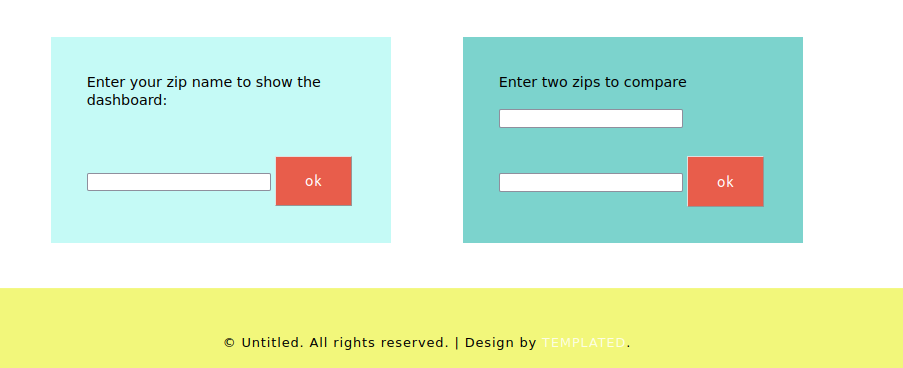 Enter your zip name to show the
dashboard:
ok
Enter two zips to compare
ok
© Untitled. All rights reserved. | Design by TEMPLATED.